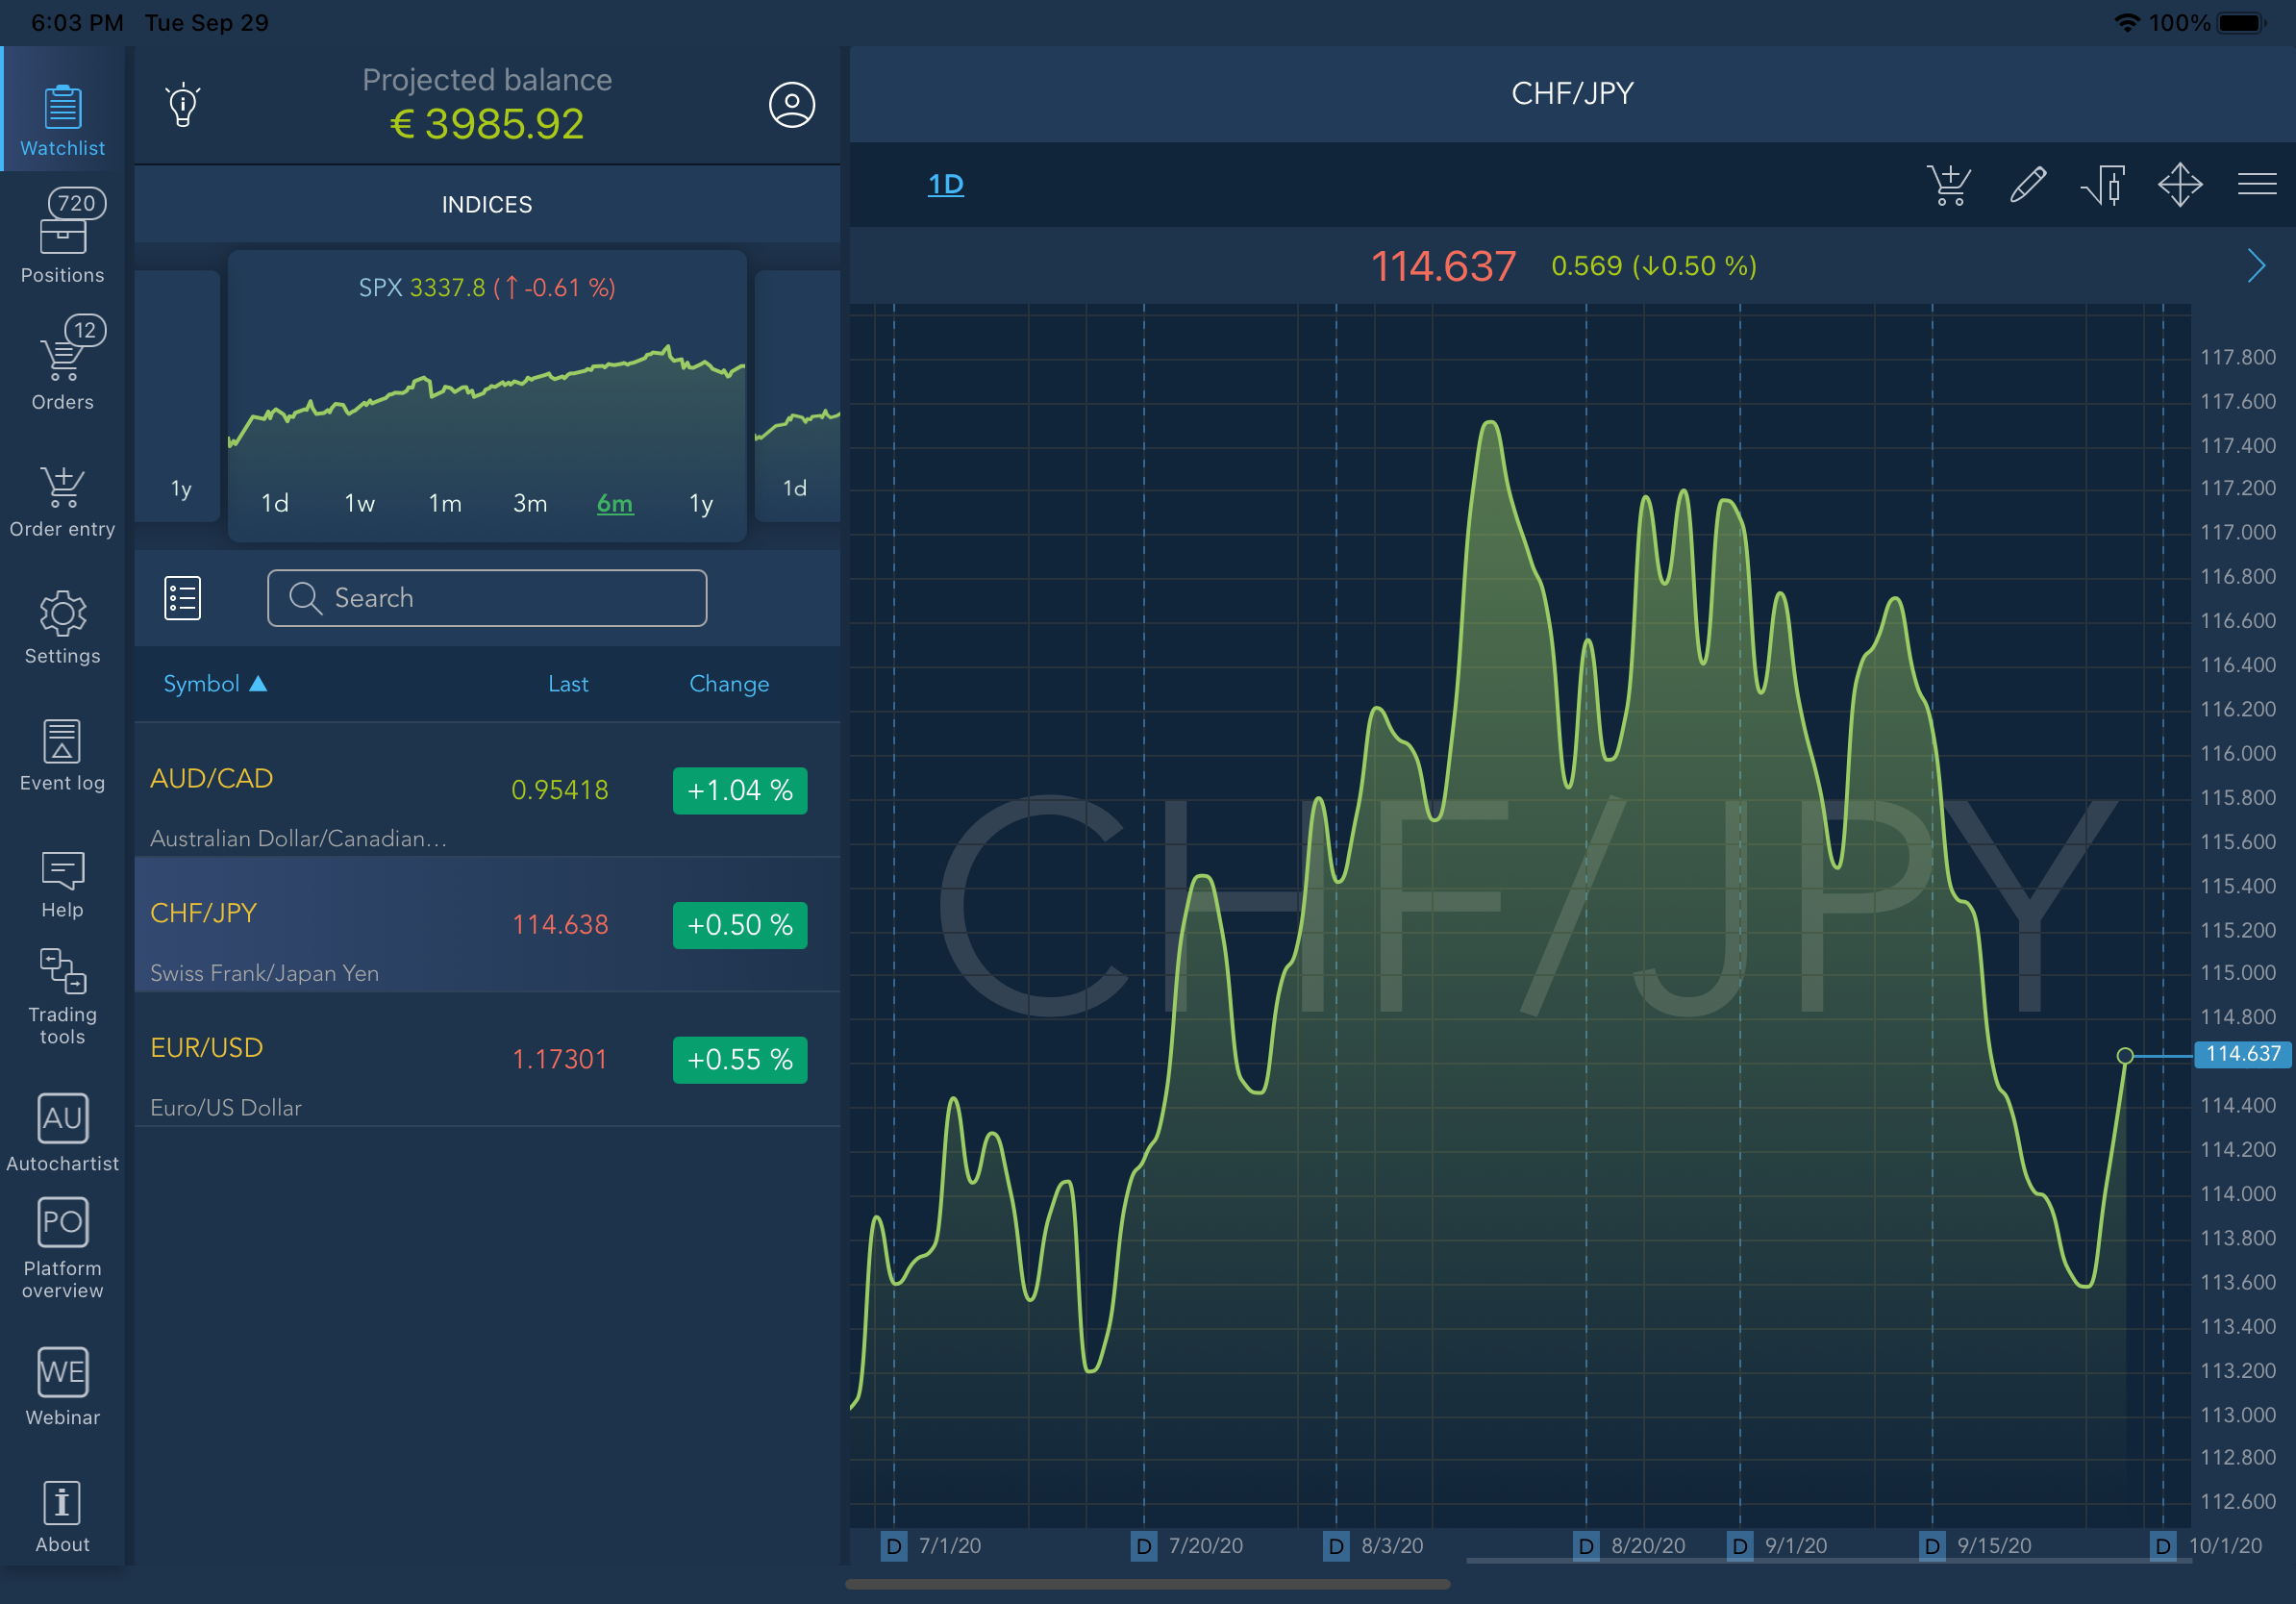 6:03 PM Tue Sep 29
100%
Watchlist
720
Positions
12
Orders
Order entry
Settings
Event log
Help
Trading
tools
AU
Autochartist
PO
Platform
overview
WE
Webinar
i
About
Projected balance
€ 3985.92
INDICES
SPX 3337.8 (↑ -0.61 %)
1y
1d 1w 1m 3m 6m 1y
1d
Search
Symbol ▲ Last Change
AUD/CAD 0.95418 +1.04 %
Australian Dollar/Canadian…
CHF/JPY 114.638 +0.50 %
Swiss Frank/Japan Yen
EUR/USD 1.17301 +0.55 %
Euro/US Dollar
CHF/JPY
1D
114.637 0.569 (↓0.50 %)
CHF/JPY
117.800
117.600
117.400
117.200
117.000
116.800
116.600
116.400
116.200
116.000
115.800
115.600
115.400
115.200
115.000
114.800
114.637
114.400
114.200
114.000
113.800
113.600
113.400
113.200
113.000
112.800
112.600
D 7/1/20 D 7/20/20 D 8/3/20 D 8/20/20 D 9/1/20 D 9/15/20 D 10/1/20